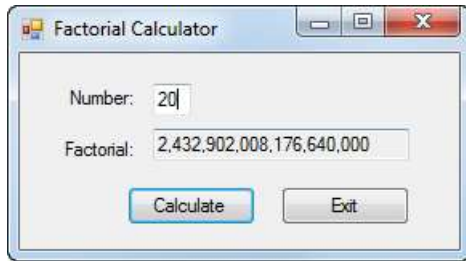 Factorial Calculator
Number: 20
Factorial: 2,432,902,008,176,640,000
Calculate Exit